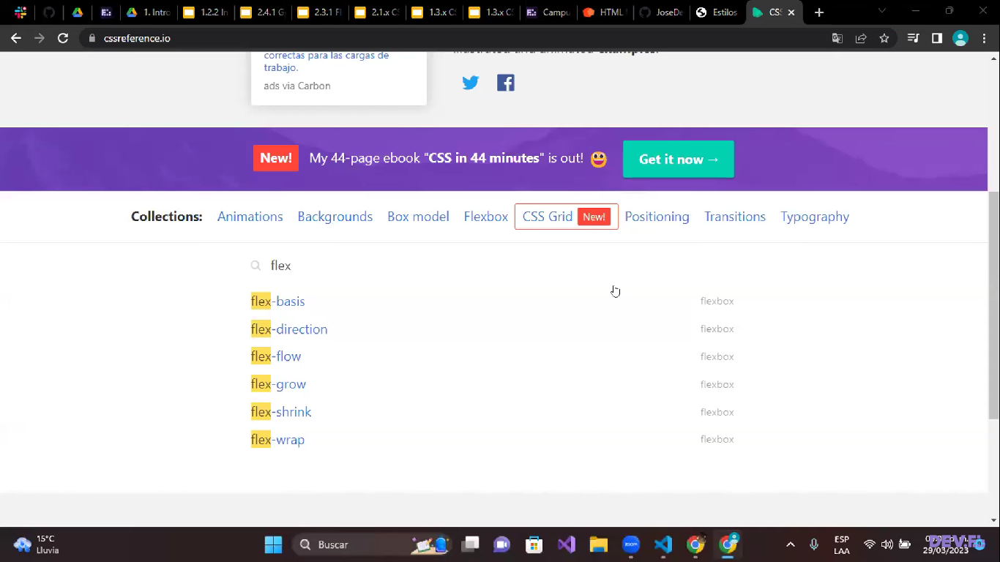 1. Intro
1.2.2 In
2.4.1 G
2.3.1 Fl
2.1.x CS
1.3.x CS
1.3.x CS
Campu
HTML
JoseDe
Estilos
CSS
cssreference.io
correctas para las cargas de
trabajo.
ads via Carbon
New! My 44-page ebook "CSS in 44 minutes" is out! Get it now →
Collections: Animations Backgrounds Box model Flexbox CSS Grid New! Positioning Transitions Typography
flex
flex-basis flexbox
flex-direction flexbox
flex-flow flexbox
flex-grow flexbox
flex-shrink flexbox
flex-wrap flexbox
15°C
Lluvia
Buscar
zoom
ESP
LAA
DEV.F:
29/03/2023